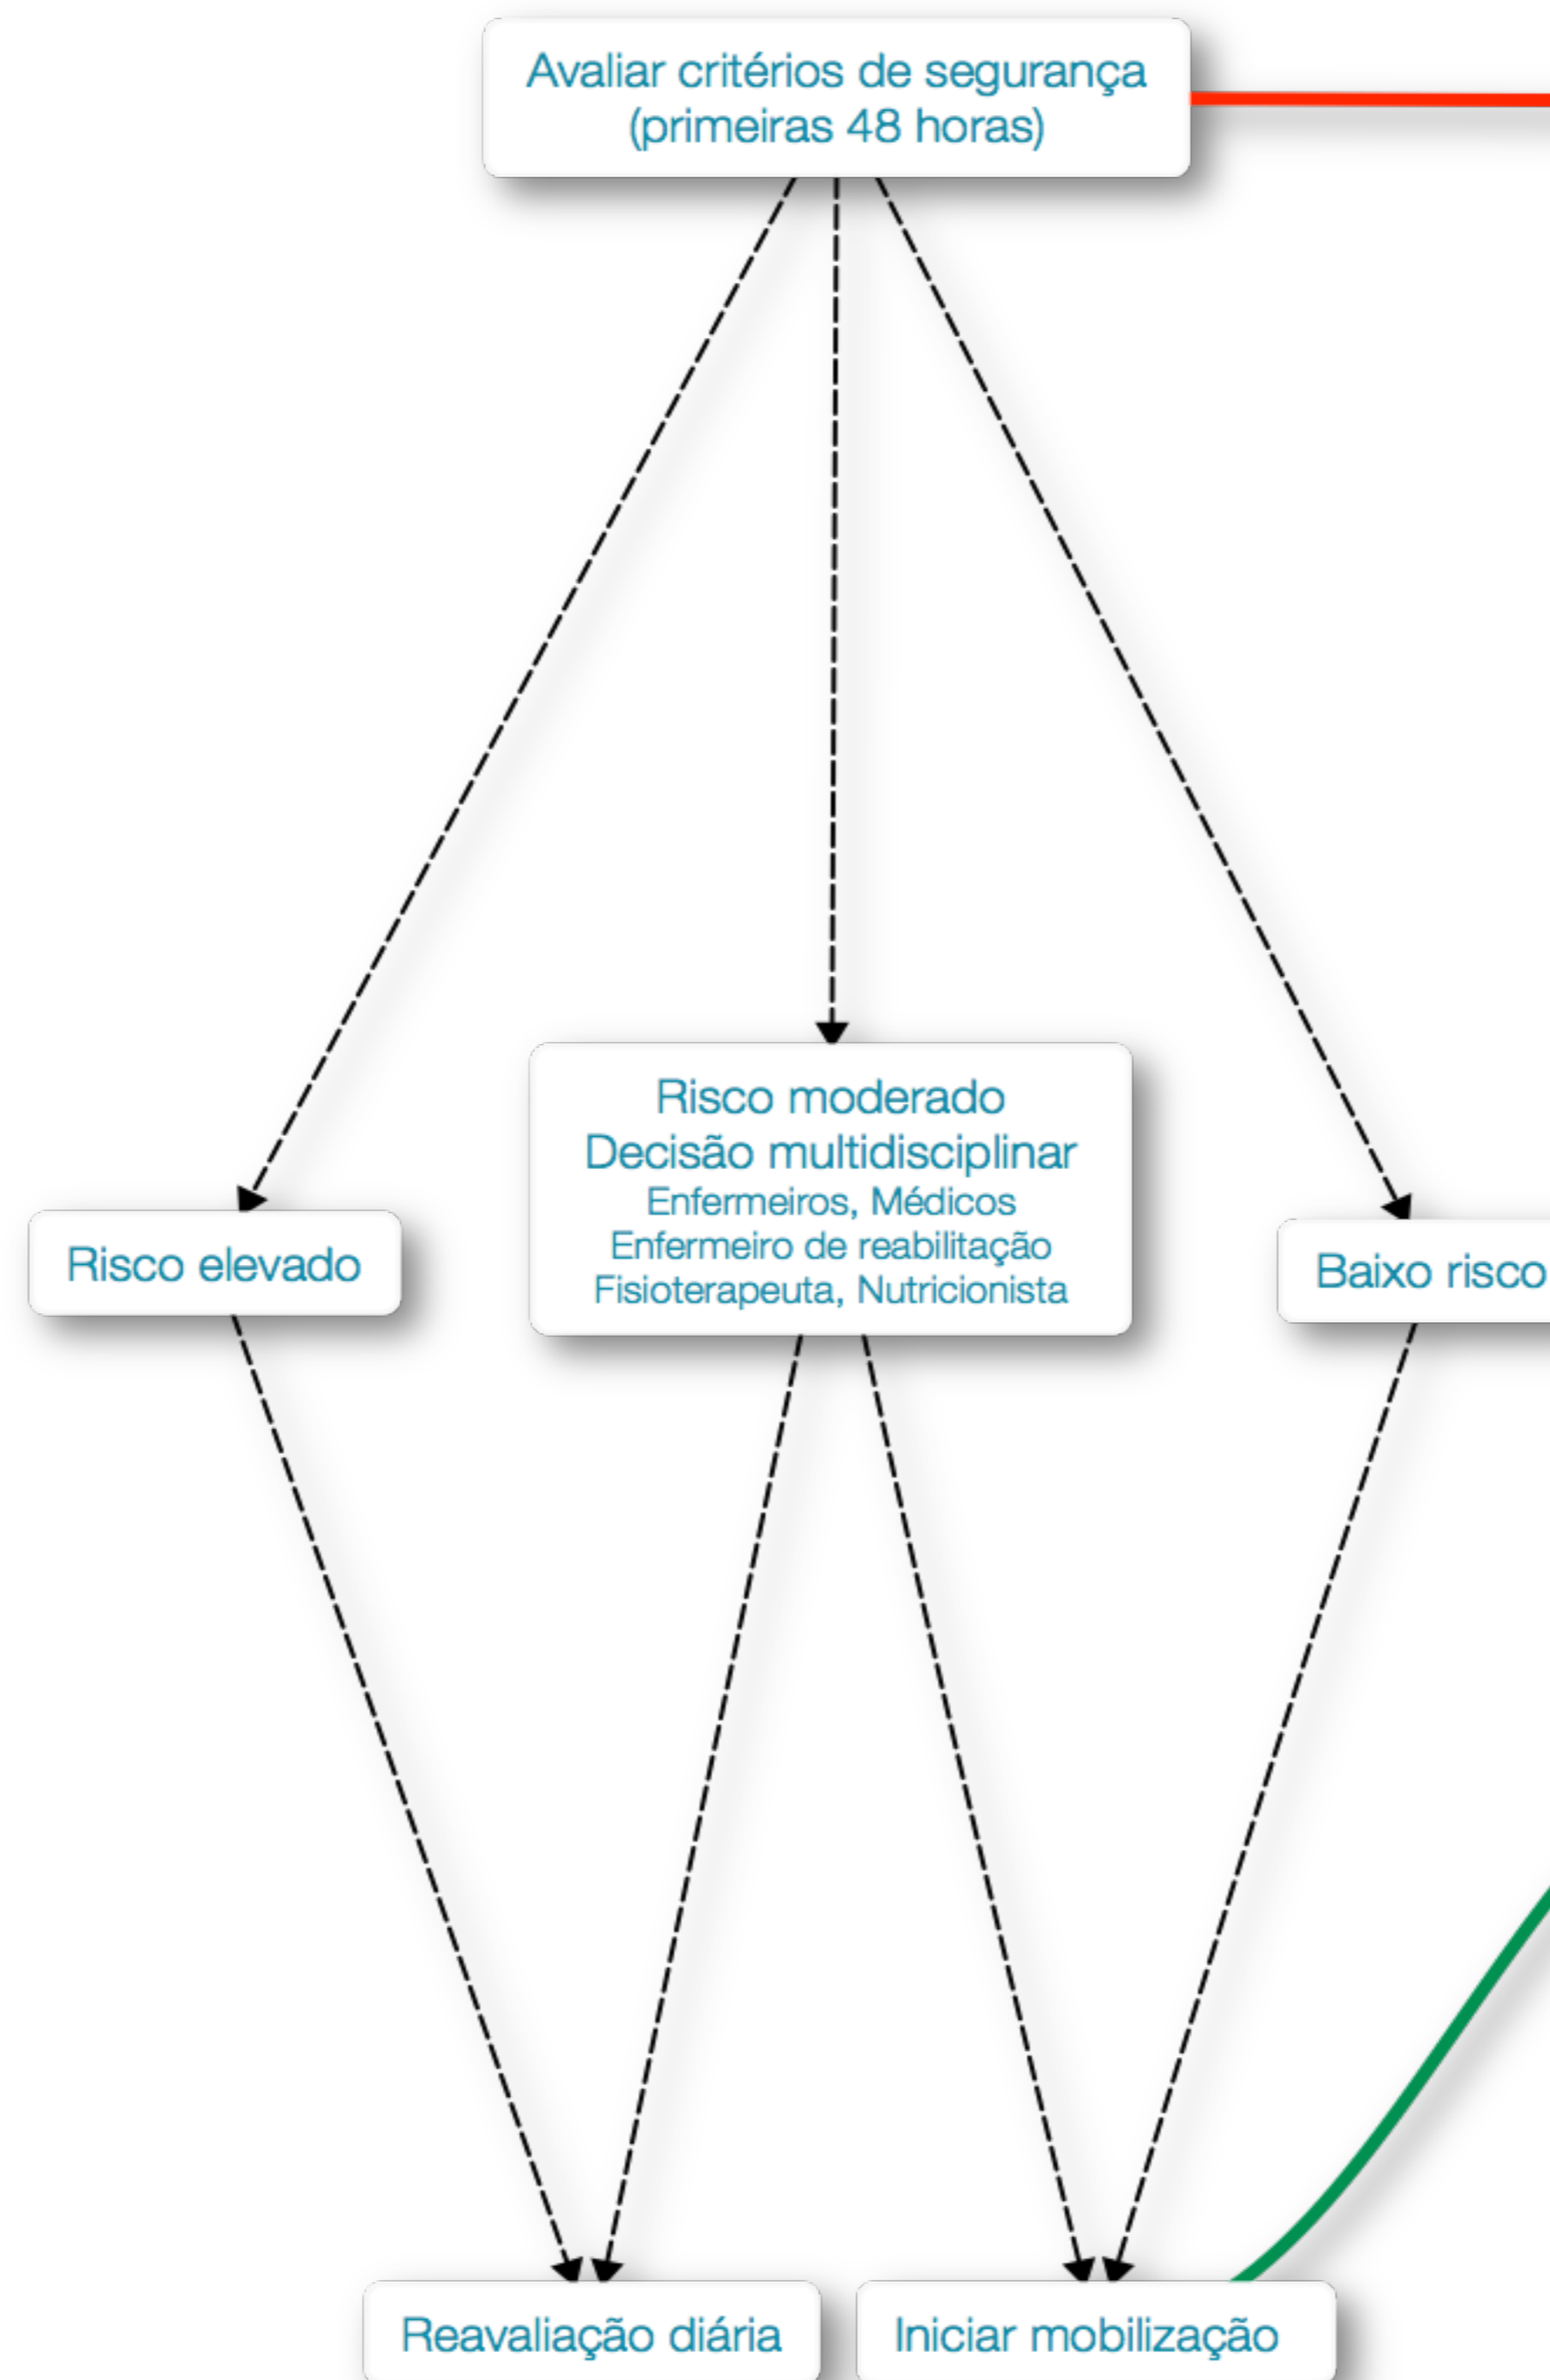 Avaliar critérios de segurança
(primeiras 48 horas)
Risco moderado
Decisão multidisciplinar
Enfermeiros, Médicos
Enfermeiro de reabilitação
Fisioterapeuta, Nutricionista
Risco elevado
Baixo risco
Reavaliação diária
Iniciar mobilização